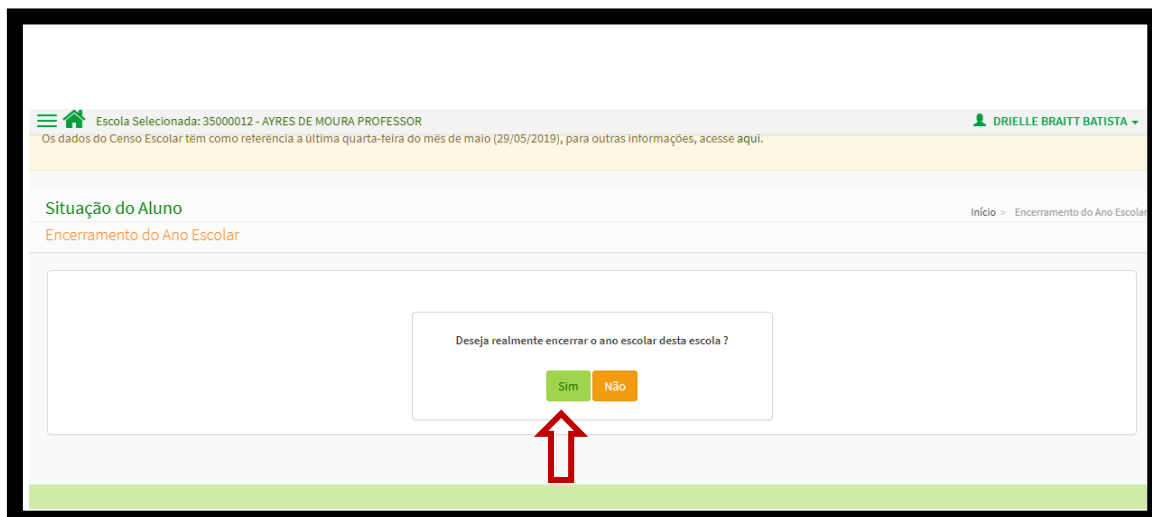 Escola Selecionada: 35000012 - AYRES DE MOURA PROFESSOR
DRIELLE BRAITT BATISTA
Os dados do Censo Escolar têm como referência a última quarta-feira do mês de maio (29/05/2019), para outras informações, acesse aqui.
Situação do Aluno
Início > Encerramento do Ano Escolar
Encerramento do Ano Escolar
Deseja realmente encerrar o ano escolar desta escola ?
Sim Não